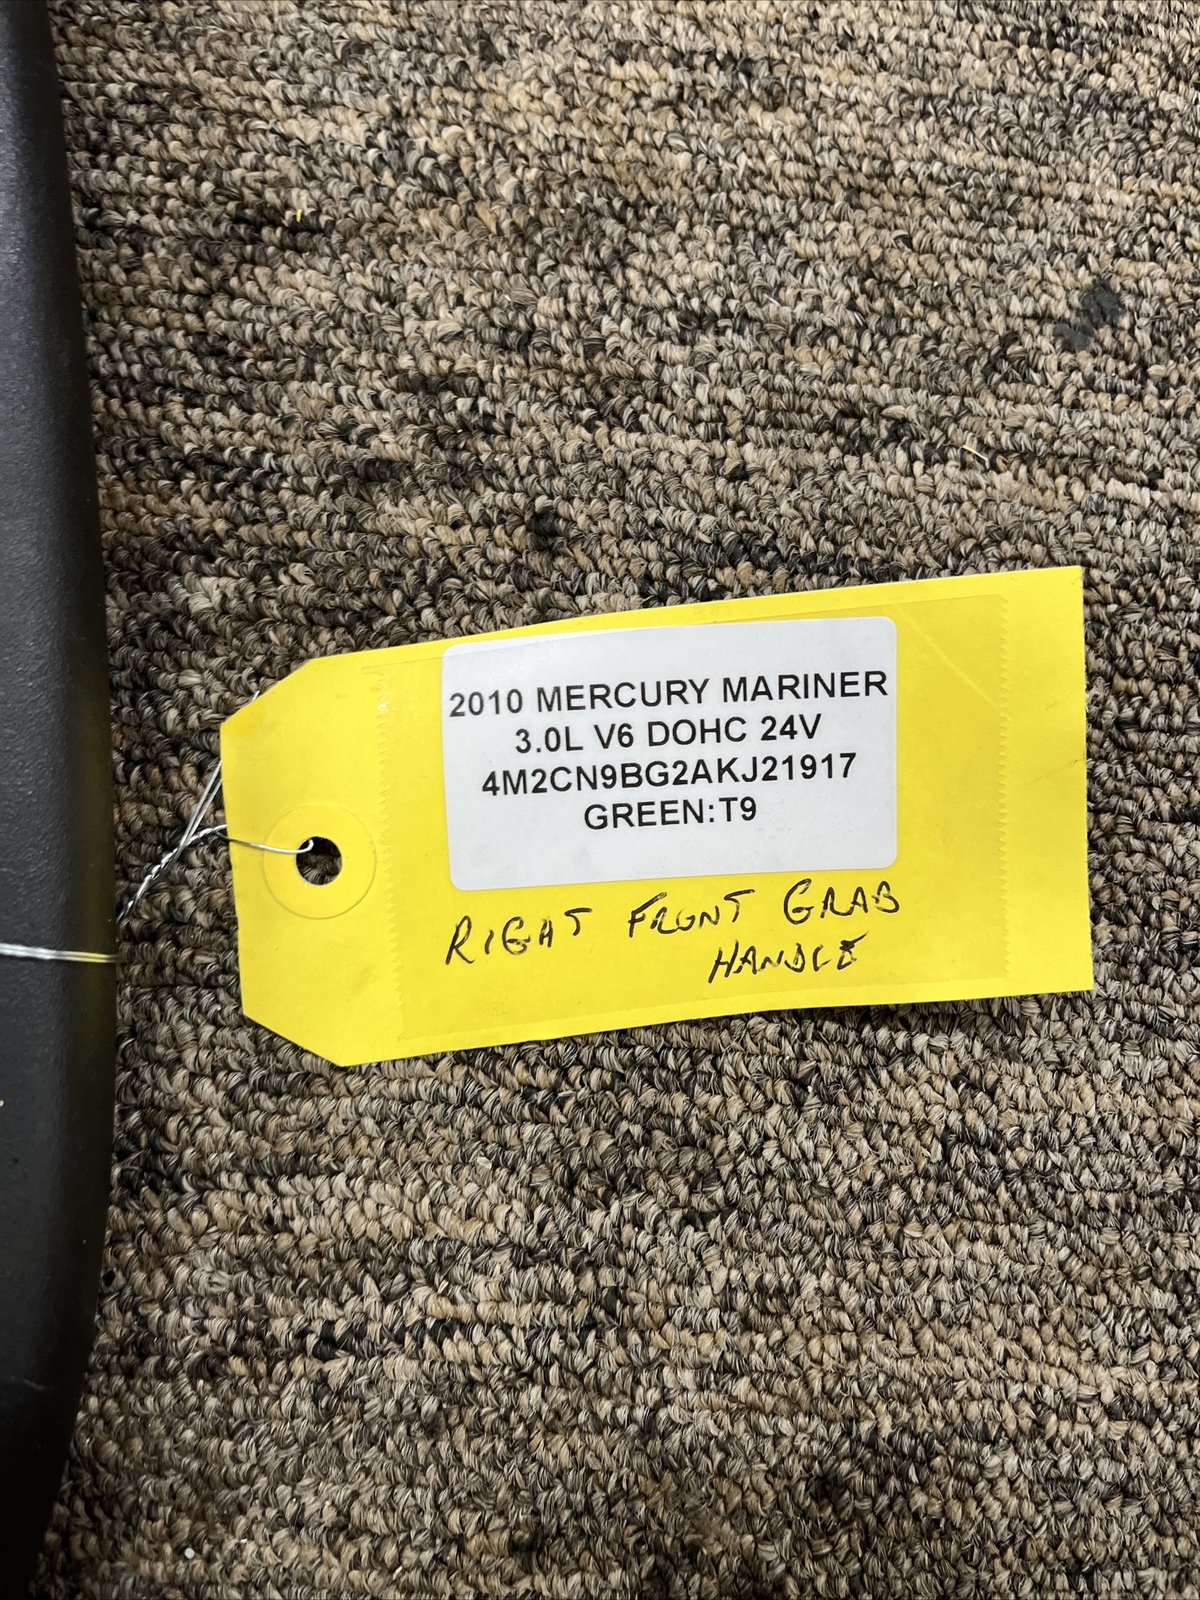 2010 MERCURY MARINER
3.0L V6 DOHC 24V
4M2CN9BG2AKJ21917
GREEN:T9
RIGHT FRONT GRAB
HANDLE